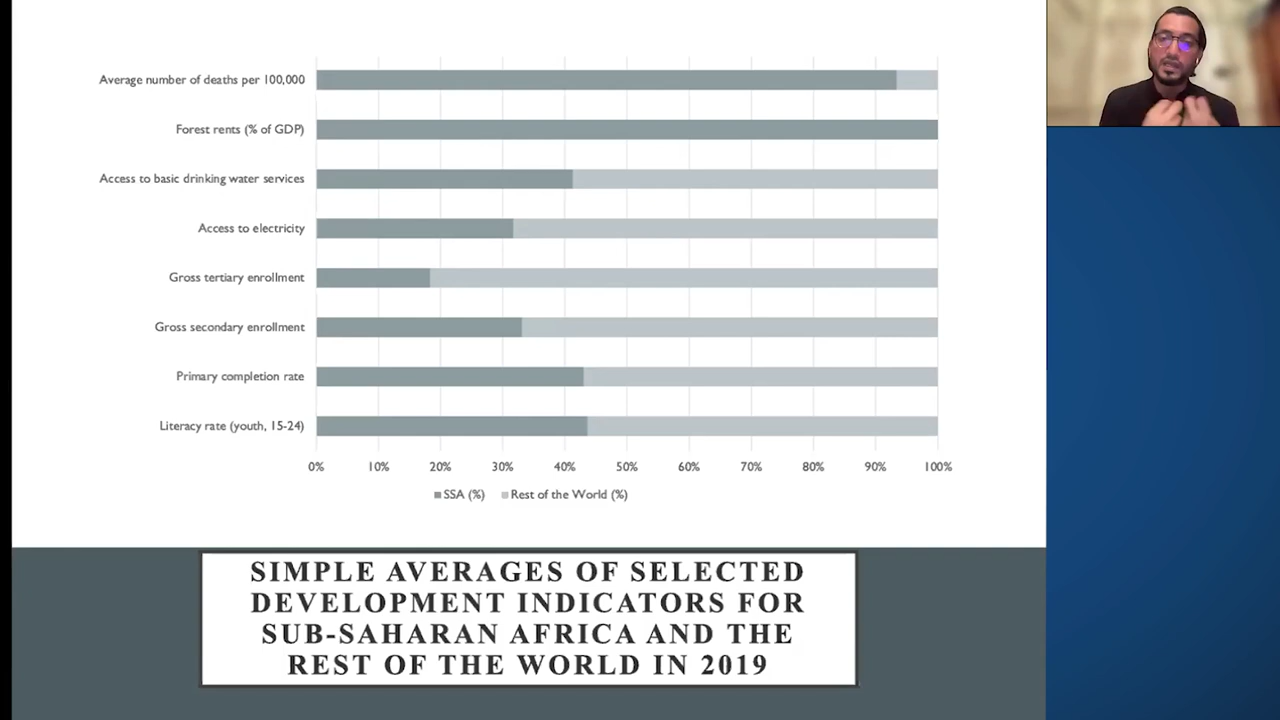 Average number of deaths per 100,000
Forest rents (% of GDP)
Access to basic drinking water services
Access to electricity
Gross tertiary enrollment
Gross secondary enrollment
Primary completion rate
Literacy rate (youth, 15-24)
0% 10% 20% 30% 40% 50% 60% 70% 80% 90% 100%
SSA (%) Rest of the World (%)
SIMPLE AVERAGES OF SELECTED
DEVELOPMENT INDICATORS FOR
SUB-SAHARAN AFRICA AND THE
REST OF THE WORLD IN 2019